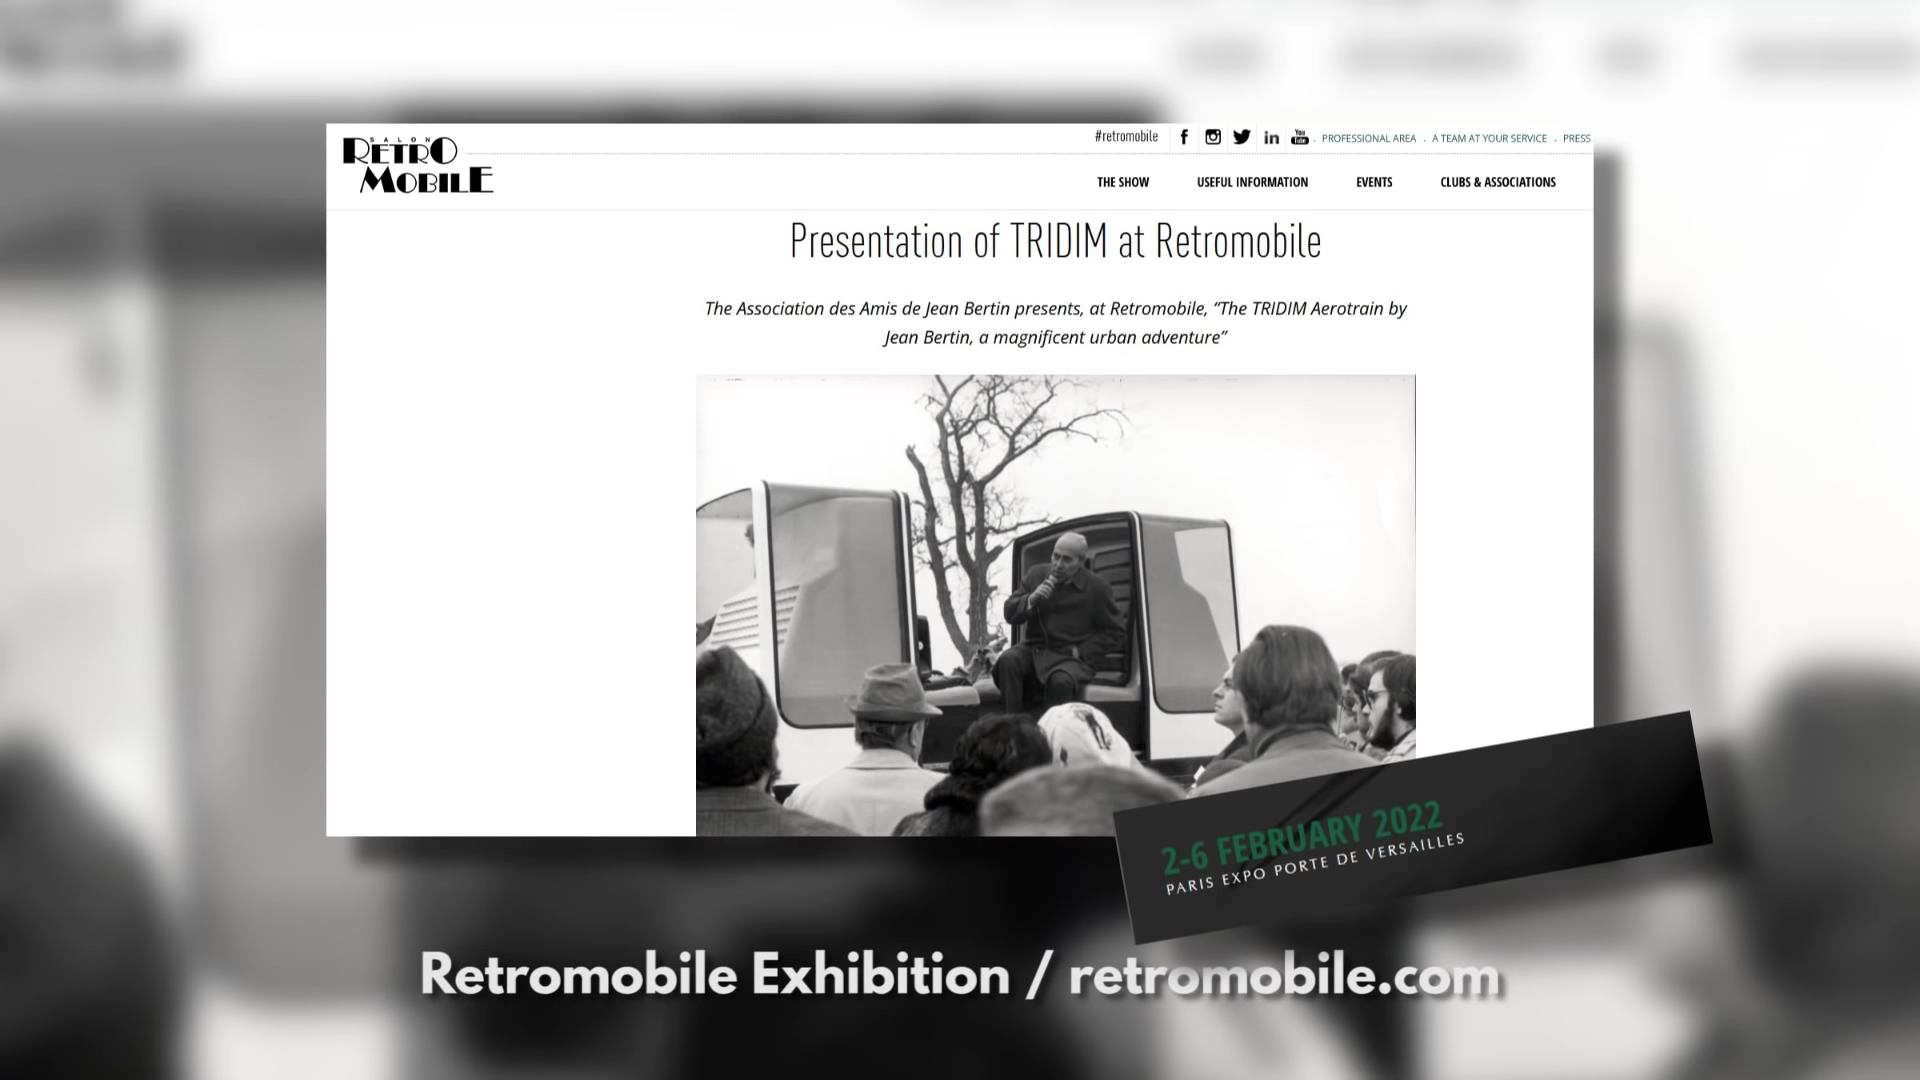 SALON
RETRO
MOBILE
#retromobile
PROFESSIONAL AREA . A TEAM AT YOUR SERVICE . PRESS
THE SHOW USEFUL INFORMATION EVENTS CLUBS & ASSOCIATIONS
Presentation of TRIDIM at Retromobile
The Association des Amis de Jean Bertin presents, at Retromobile, “The TRIDIM Aerotrain by
Jean Bertin, a magnificent urban adventure”
2-6 FEBRUARY 2022
PARIS EXPO PORTE DE VERSAILLES
Retromobile Exhibition / retromobile.com